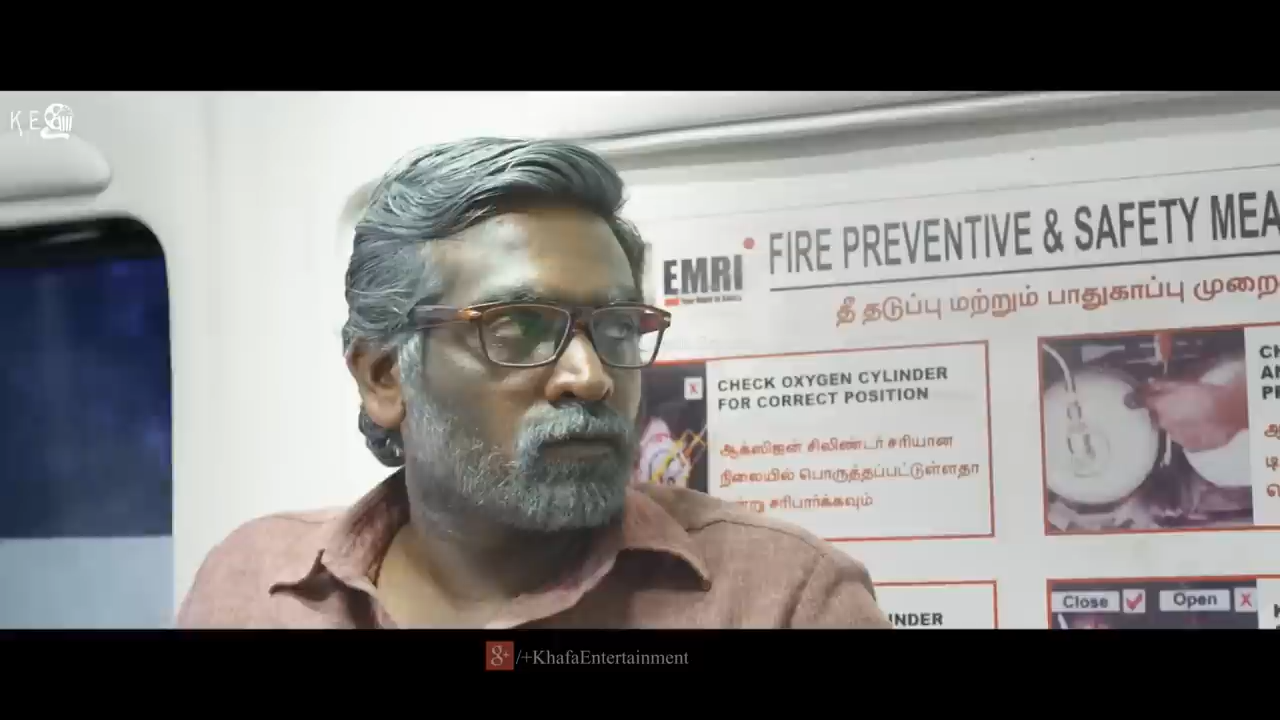 KE
EMRI
FIRE PREVENTIVE & SAFETY MEA
தீ தடுப்பு மற்றும் பாதுகாப்பு முறை
CHECK OXYGEN CYLINDER
FOR CORRECT POSITION
ஆக்ஸிஜன் சிலிண்டர் சரியான
நிலையில் பொருத்தப்பட்டுள்ளதா
சரிபார்க்கவும்
Close
Open
INDER
g+ /+KhafaEntertainment